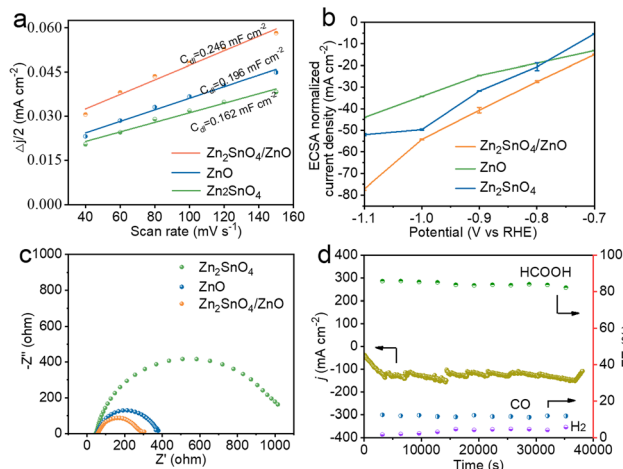 a
0.060
0.045
0.030
0.015
0.000
Δj/2 (mA cm⁻²)
40 60 80 100 120 140 160
Scan rate (mV s⁻¹)
C_dl=0.246 mF cm⁻²
C_dl=0.196 mF cm⁻²
C_dl=0.162 mF cm⁻²
Zn₂SnO₄/ZnO
ZnO
Zn₂SnO₄
b
0
-10
-20
-30
-40
-50
-60
-70
-80
ECSA normalized
current density (mA cm⁻²)
Zn₂SnO₄/ZnO
ZnO
Zn₂SnO₄
-1.1 -1.0 -0.9 -0.8 -0.7
Potential (V vs RHE)
c
1000
800
600
400
200
0
-Z" (ohm)
Zn₂SnO₄
ZnO
Zn₂SnO₄/ZnO
0 200 400 600 800 1000
Z' (ohm)
d
400
300
200
100
0
-100
-200
-300
-400
j (mA cm⁻²)
HCOOH
CO
H₂
100
80
60
40
20
0
0 10000 20000 30000 40000
Time (s)